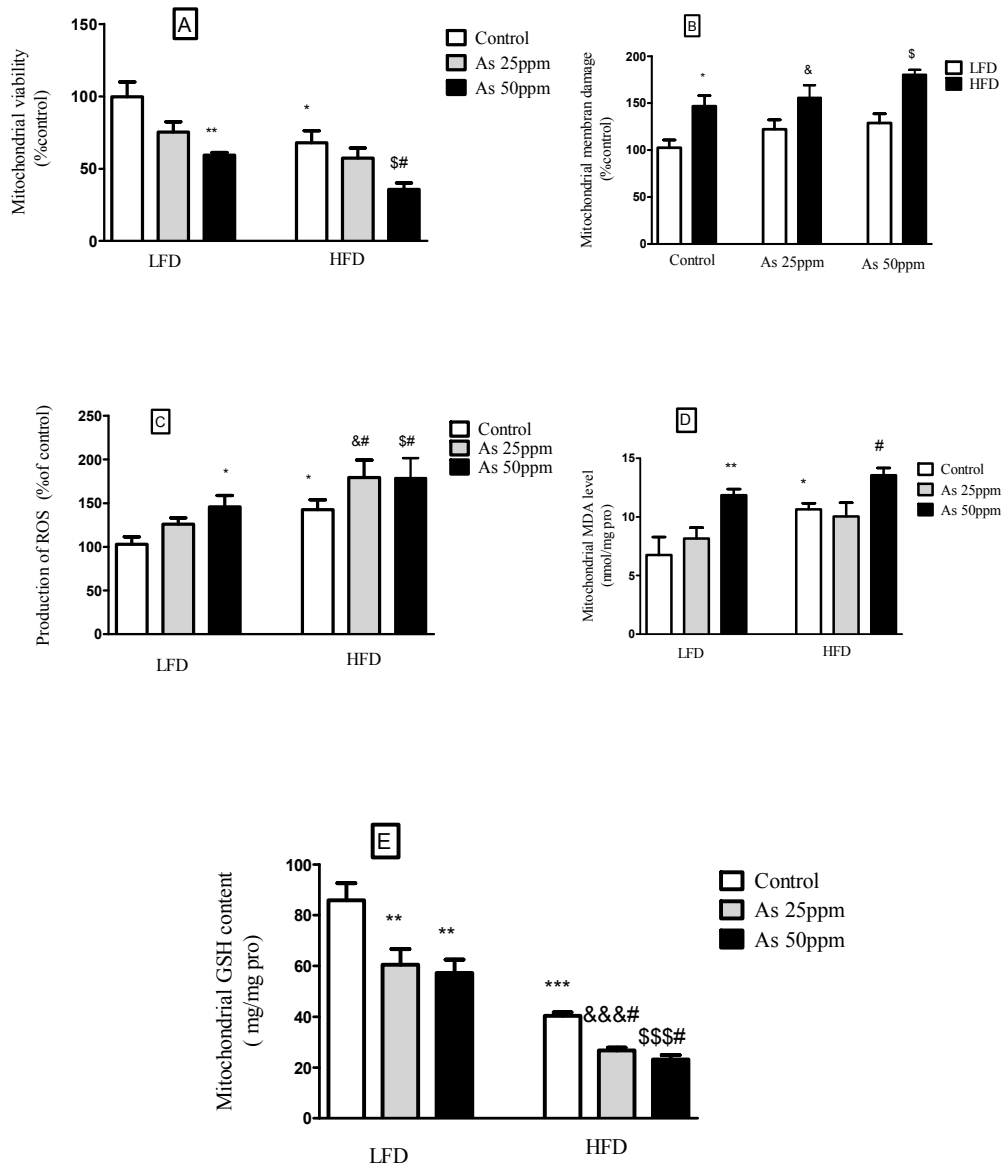 A
Mitochondrial viability
(%control)
150
100
50
0
*
**
$#
LFD
HFD
Control
As 25ppm
As 50ppm
B
Mitochondrial membran damage
(%control)
200
150
100
50
0
*
&
$
Control
As 25ppm
As 50ppm
LFD
HFD
C
Production of ROS (%of control)
250
200
150
100
50
0
*
*
&#
$#
LFD
HFD
Control
As 25ppm
As 50ppm
D
Mitochondrial MDA level
(nmol/mg pro)
15
10
5
0
**
*
#
LFD
HFD
Control
As 25ppm
As 50ppm
E
Mitochondrial GSH content
( mg/mg pro)
100
80
60
40
20
0
**
**
***
&&&#
$$$#
LFD
HFD
Control
As 25ppm
As 50ppm